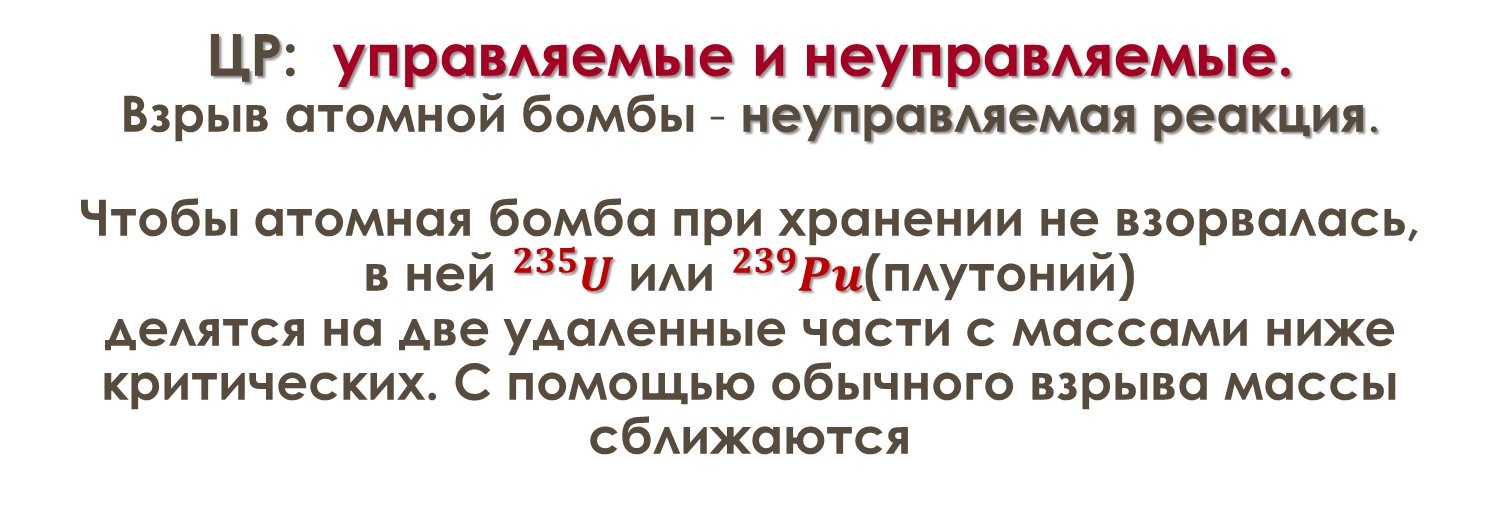 ЦР: управляемые и неуправляемые.
Взрыв атомной бомбы - неуправляемая реакция.
Чтобы атомная бомба при хранении не взорвалась,
в ней ²³⁵U или ²³⁹Pu(плутоний)
делятся на две удаленные части с массами ниже
критических. С помощью обычного взрыва массы
сближаются